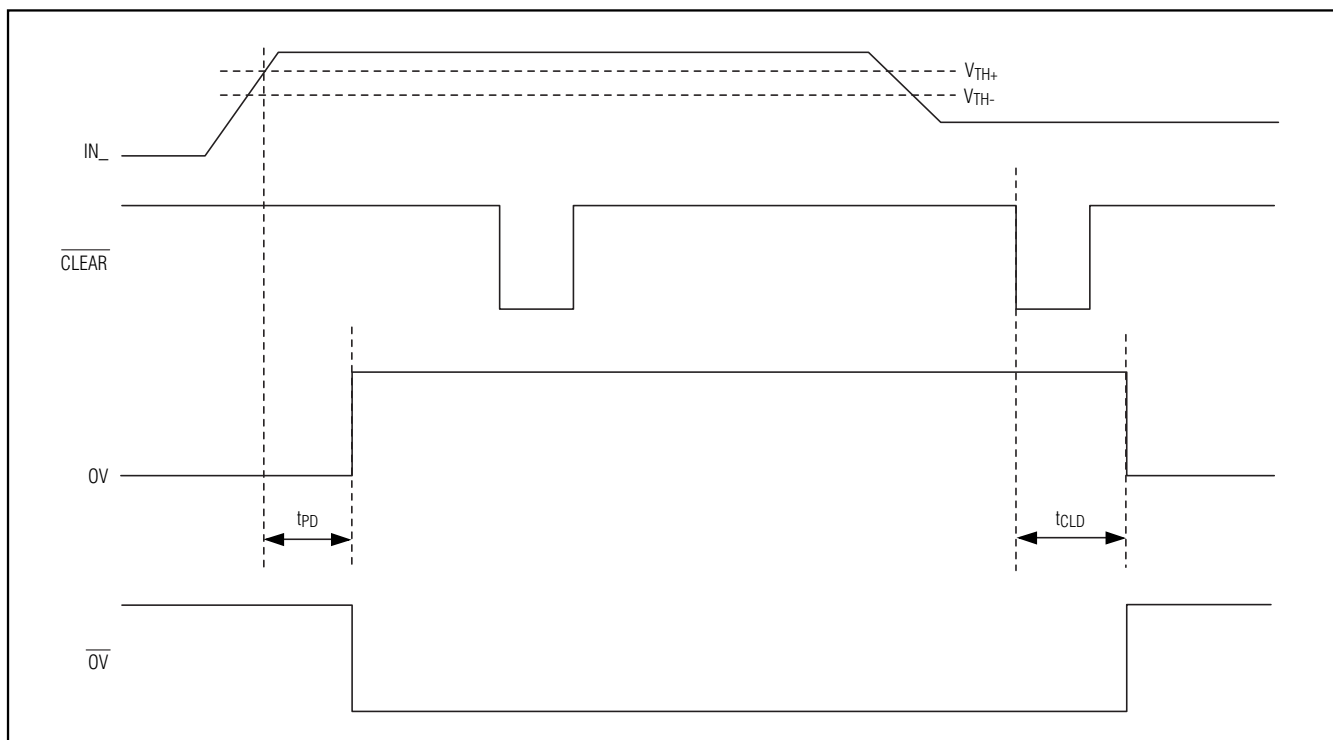 VTH+
VTH-
IN_
CLEAR
OV
tPD
tCLD
OV